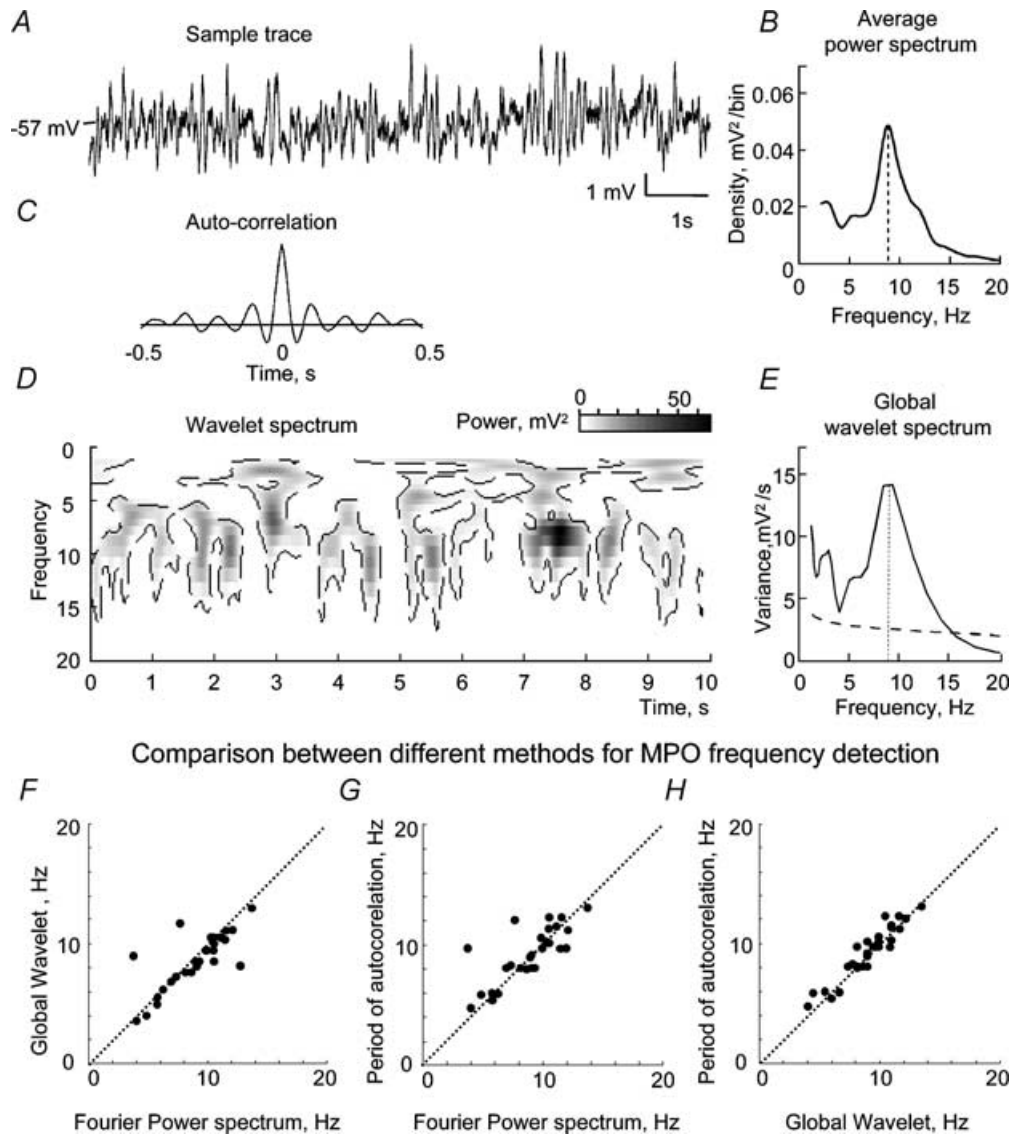 A
Sample trace
-57 mV
1 mV
1s
B
Average
power spectrum
Density, mV²/bin
0.06
0.04
0.02
0
0 5 10 15 20
Frequency, Hz
C
Auto-correlation
-0.5 0 0.5
Time, s
D
Wavelet spectrum
Power, mV²
0 50
Frequency
0
5
10
15
20
0 1 2 3 4 5 6 7 8 9 10
Time, s
E
Global
wavelet spectrum
Variance,mV²/s
15
10
5
0
0 5 10 15 20
Frequency, Hz
Comparison between different methods for MPO frequency detection
F
Global Wavelet , Hz
20
10
0
0 10 20
Fourier Power spectrum, Hz
G
Period of autocorelation, Hz
20
10
0
0 10 20
Fourier Power spectrum, Hz
H
Period of autocorelation, Hz
20
10
0
0 10 20
Global Wavelet, Hz